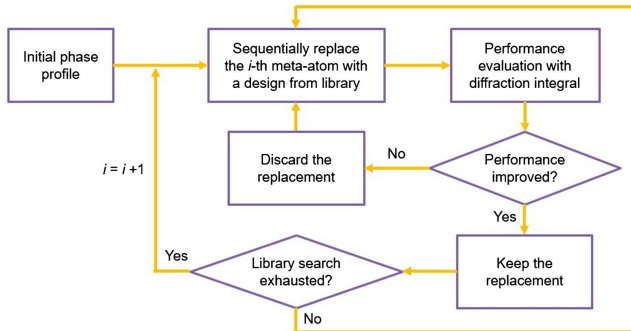 Initial phase
profile
Sequentially replace
the i-th meta-atom with
a design from library
Performance
evaluation with
diffraction integral
Discard the
replacement
No
Performance
improved?
i = i +1
Yes
Yes
Library search
exhausted?
Keep the
replacement
No